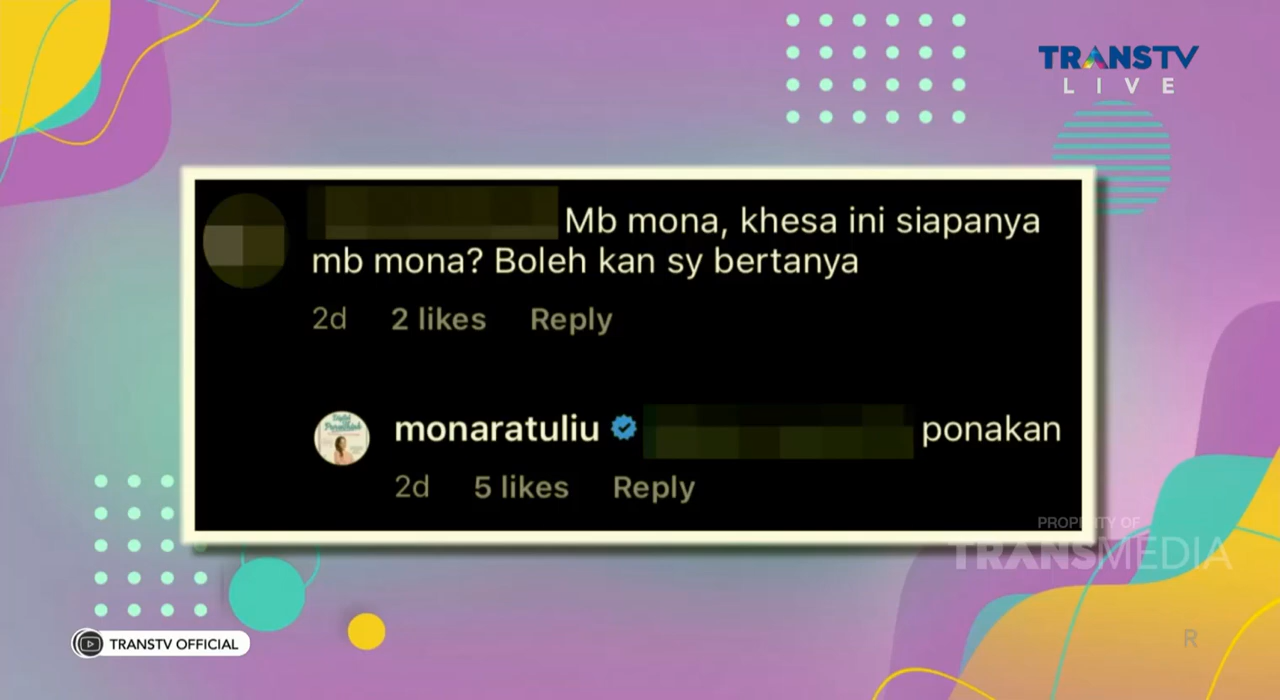 TRANSTV
LIVE
Mb mona, khesa ini siapanya
mb mona? Boleh kan sy bertanya
2d 2 likes Reply
monaratuliu ponakan
2d 5 likes Reply
PROPERTY OF
TRANSMEDIA
TRANSTV OFFICIAL
R